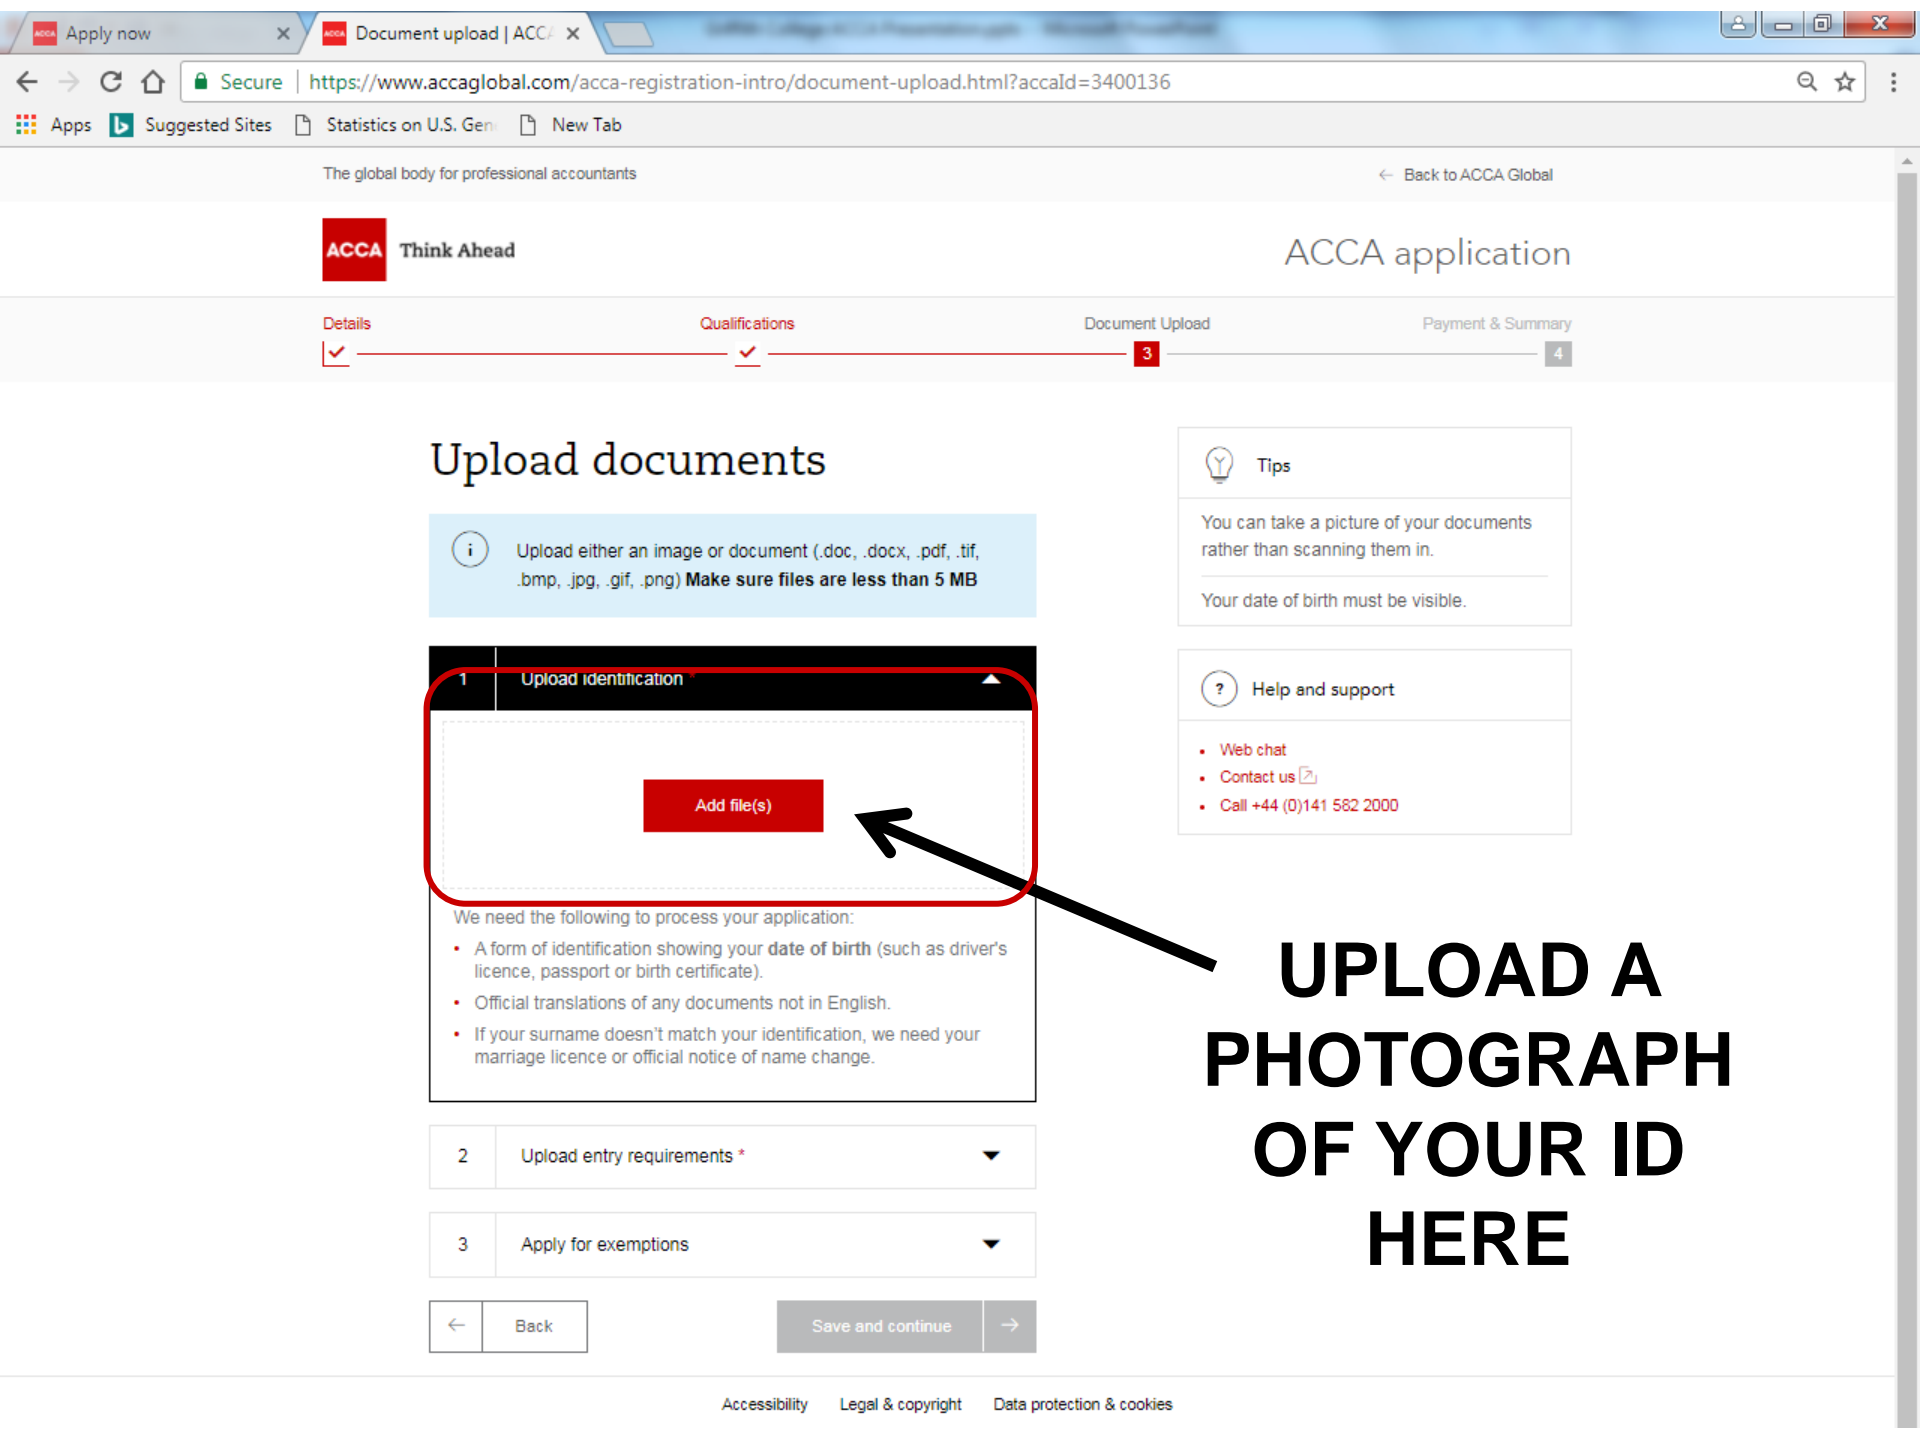 Apply now
Document upload | ACCA
Secure | https://www.accaglobal.com/acca-registration-intro/document-upload.html?accaId=3400136
Apps Suggested Sites Statistics on U.S. Gen New Tab
The global body for professional accountants
← Back to ACCA Global
ACCA Think Ahead
ACCA application
Details
Qualifications
Document Upload
3
Payment & Summary
4
Upload documents
Upload either an image or document (.doc, .docx, .pdf, .tif,
.bmp, .jpg, .gif, .png) Make sure files are less than 5 MB
1 Upload identification *
Add file(s)
We need the following to process your application:
• A form of identification showing your date of birth (such as driver's
licence, passport or birth certificate).
• Official translations of any documents not in English.
• If your surname doesn't match your identification, we need your
marriage licence or official notice of name change.
2 Upload entry requirements *
3 Apply for exemptions
← Back
Save and continue →
Tips
You can take a picture of your documents
rather than scanning them in.
Your date of birth must be visible.
Help and support
• Web chat
• Contact us
• Call +44 (0)141 582 2000
UPLOAD A
PHOTOGRAPH
OF YOUR ID
HERE
Accessibility Legal & copyright Data protection & cookies